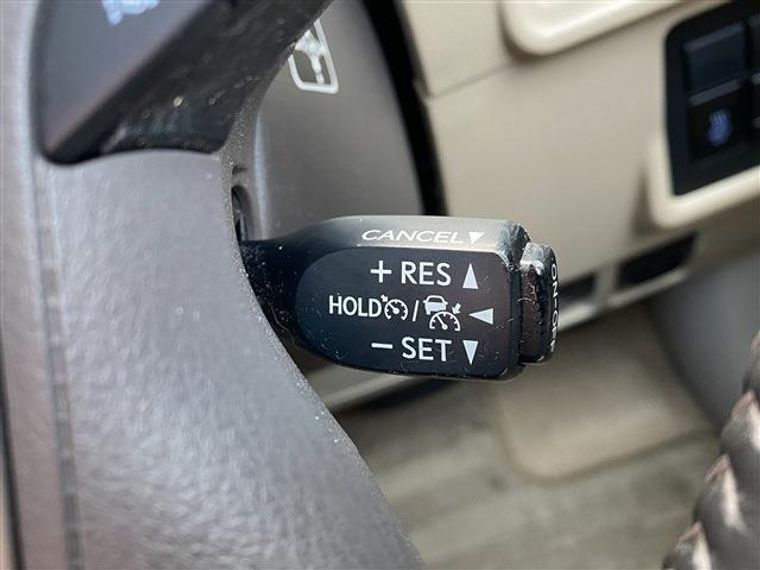 CANCEL▼
+ RES ▲
HOLD / ◀
− SET ▼
ON-OFF